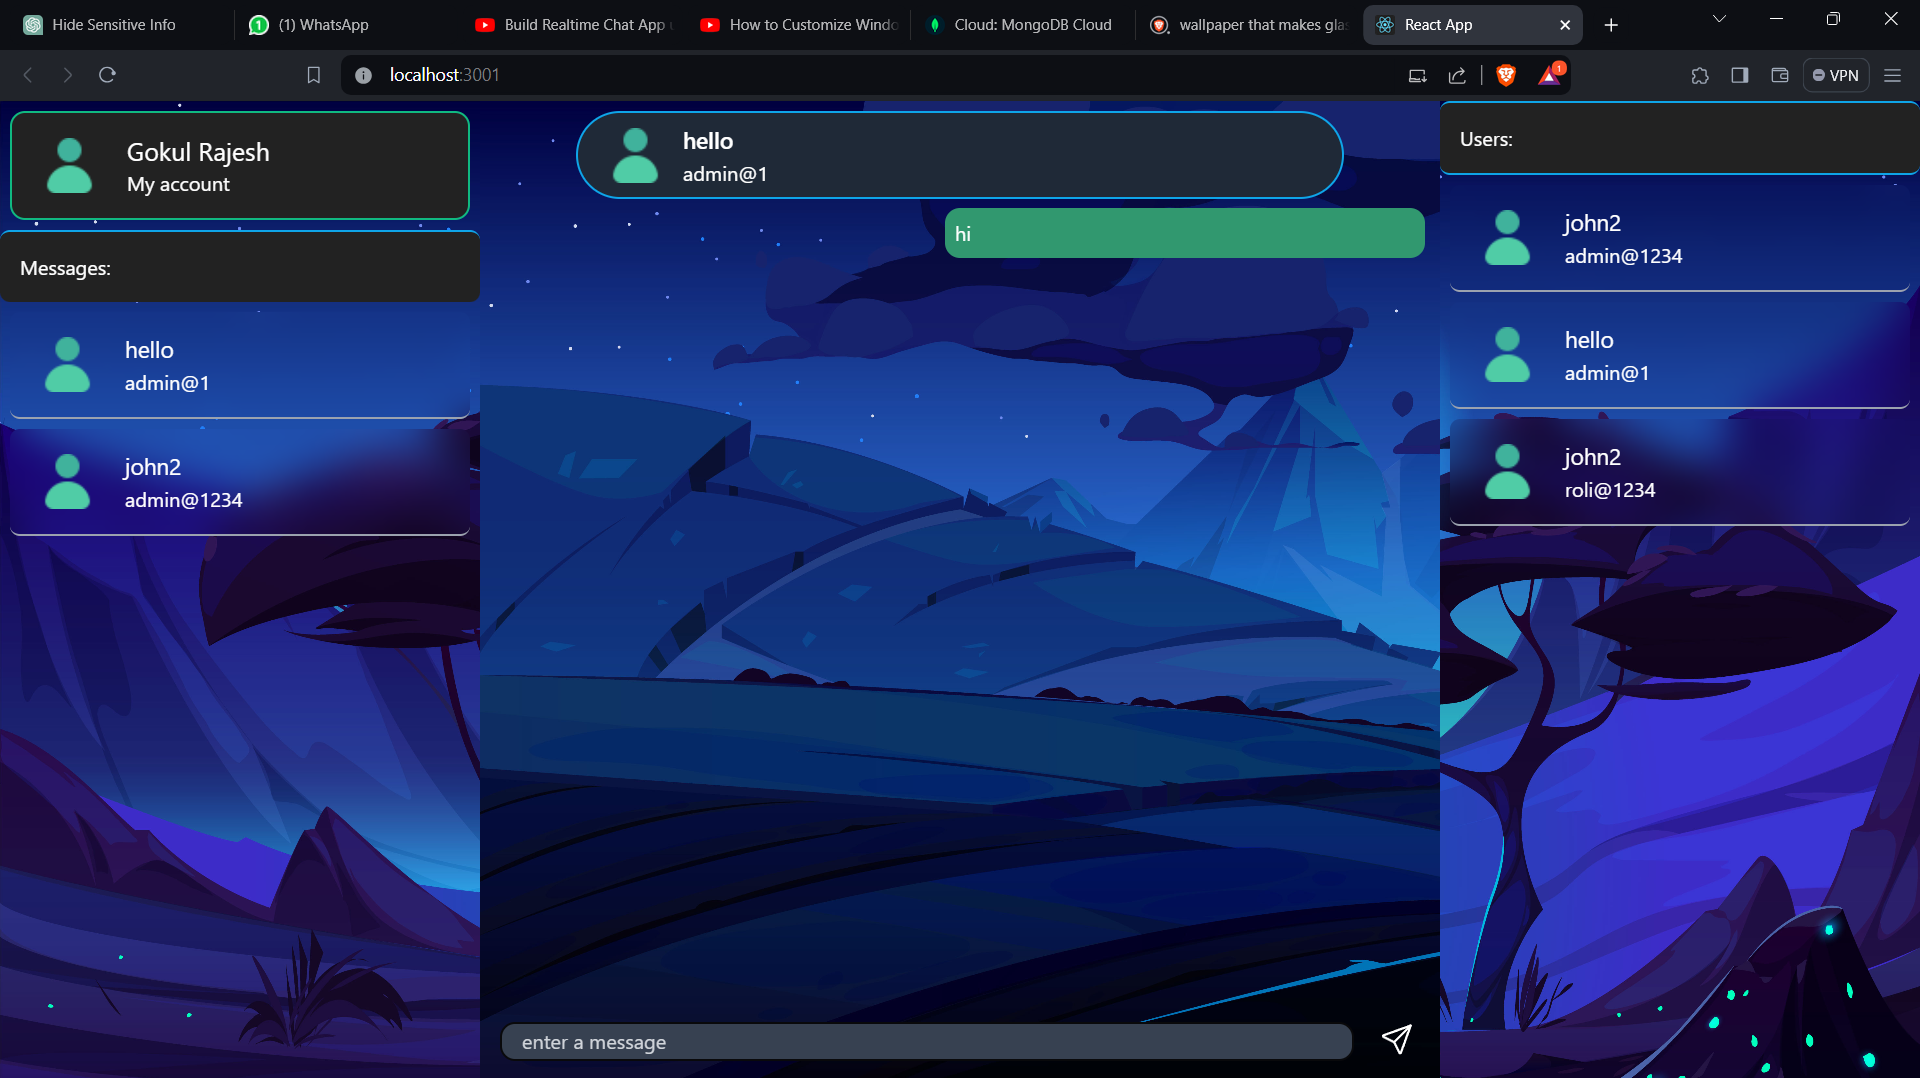 Hide Sensitive Info
(1) WhatsApp
Build Realtime Chat App
How to Customize Windo
Cloud: MongoDB Cloud
wallpaper that makes glas
React App
localhost:3001
1
VPN
Gokul Rajesh
My account
Messages:
hello
admin@1
john2
admin@1234
hello
admin@1
hi
enter a message
Users:
john2
admin@1234
hello
admin@1
john2
roli@1234